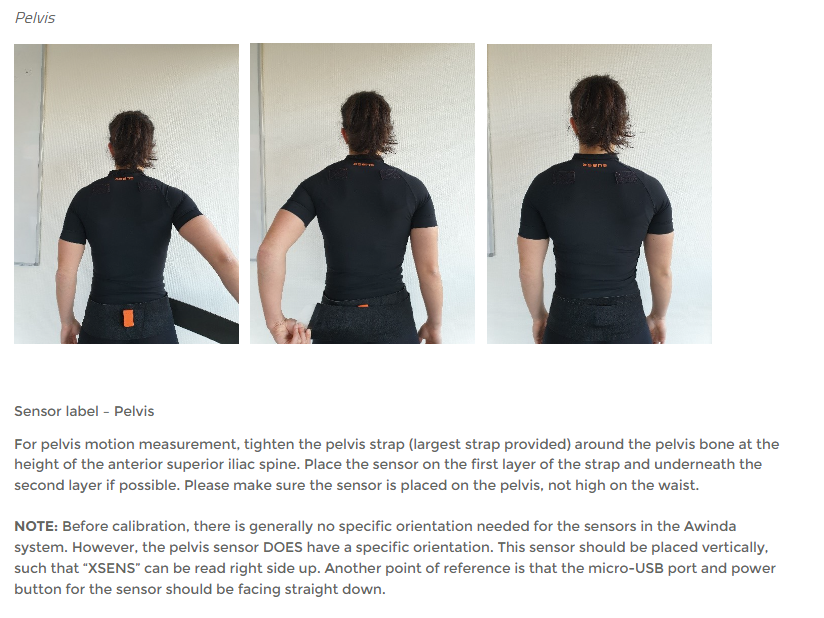 Pelvis
XSENS
Sensor label – Pelvis
For pelvis motion measurement, tighten the pelvis strap (largest strap provided) around the pelvis bone at the
height of the anterior superior iliac spine. Place the sensor on the first layer of the strap and underneath the
second layer if possible. Please make sure the sensor is placed on the pelvis, not high on the waist.
NOTE: Before calibration, there is generally no specific orientation needed for the sensors in the Awinda
system. However, the pelvis sensor DOES have a specific orientation. This sensor should be placed vertically,
such that “XSENS” can be read right side up. Another point of reference is that the micro-USB port and power
button for the sensor should be facing straight down.